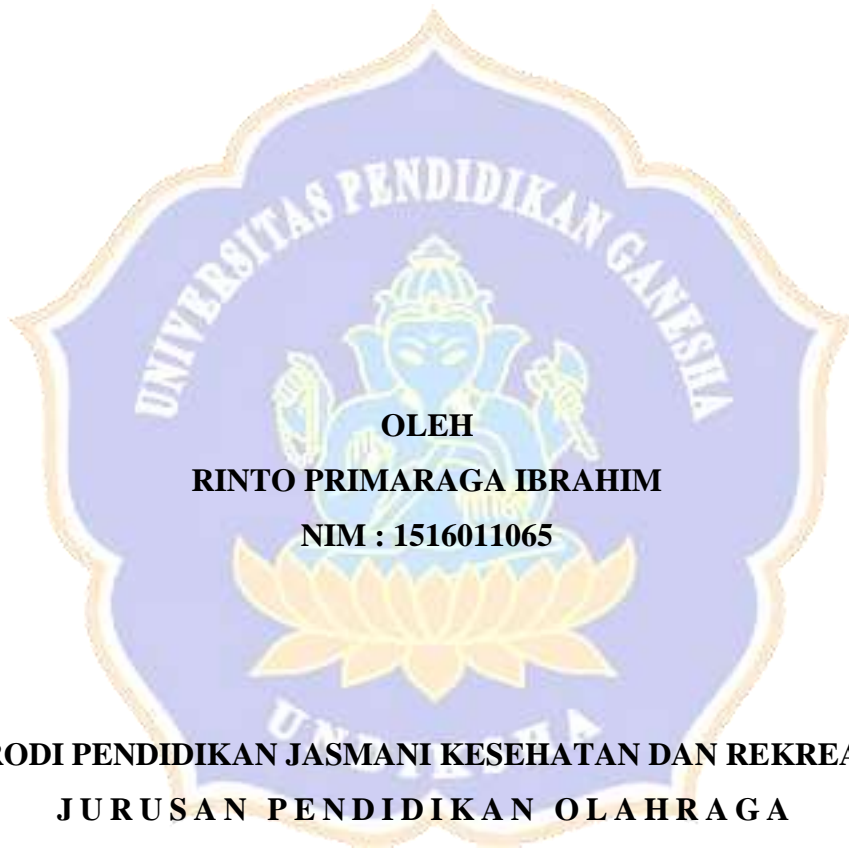 UNIVERSITAS PENDIDIKAN GANESHA
OLEH
RINTO PRIMARAGA IBRAHIM
NIM : 1516011065
UNDIKSHA
RODI PENDIDIKAN JASMANI KESEHATAN DAN REKREA
JURUSAN PENDIDIKAN OLAHRAGA